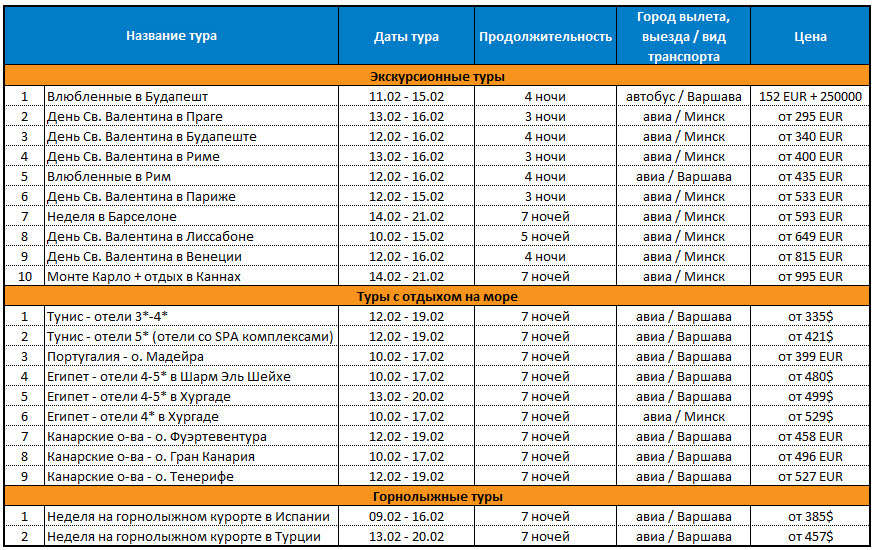 Название тура Даты тура Продолжительность Город вылета, выезда / вид транспорта Цена
Экскурсионные туры
1 Влюбленные в Будапешт 11.02 - 15.02 4 ночи автобус / Варшава 152 EUR + 250000
2 День Св. Валентина в Праге 13.02 - 16.02 3 ночи авиа / Минск от 295 EUR
3 День Св. Валентина в Будапеште 12.02 - 16.02 4 ночи авиа / Минск от 340 EUR
4 День Св. Валентина в Риме 13.02 - 16.02 3 ночи авиа / Минск от 400 EUR
5 Влюбленные в Рим 12.02 - 16.02 4 ночи авиа / Варшава от 435 EUR
6 День Св. Валентина в Париже 12.02 - 15.02 3 ночи авиа / Минск от 533 EUR
7 Неделя в Барселоне 14.02 - 21.02 7 ночей авиа / Минск от 593 EUR
8 День Св. Валентина в Лиссабоне 10.02 - 15.02 5 ночей авиа / Минск от 649 EUR
9 День Св. Валентина в Венеции 12.02 - 16.02 4 ночи авиа / Минск от 815 EUR
10 Монте Карло + отдых в Каннах 14.02 - 21.02 7 ночей авиа / Минск от 995 EUR
Туры с отдыхом на море
1 Тунис - отели 3*-4* 12.02 - 19.02 7 ночей авиа / Варшава от 335$
2 Тунис - отели 5* (отели со SPA комплексами) 12.02 - 19.02 7 ночей авиа / Варшава от 421$
3 Португалия - о. Мадейра 10.02 - 17.02 7 ночей авиа / Варшава от 399 EUR
4 Египет - отели 4-5* в Шарм Эль Шейхе 10.02 - 17.02 7 ночей авиа / Варшава от 480$
5 Египет - отели 4-5* в Хургаде 13.02 - 20.02 7 ночей авиа / Варшава от 499$
6 Египет - отели 4* в Хургаде 10.02 - 17.02 7 ночей авиа / Минск от 529$
7 Канарские о-ва - о. Фуэртевентура 12.02 - 19.02 7 ночей авиа / Варшава от 458 EUR
8 Канарские о-ва - о. Гран Канария 10.02 - 17.02 7 ночей авиа / Варшава от 496 EUR
9 Канарские о-ва - о. Тенерифе 12.02 - 19.02 7 ночей авиа / Варшава от 527 EUR
Горнолыжные туры
1 Неделя на горнолыжном курорте в Испании 09.02 - 16.02 7 ночей авиа / Варшава от 385$
2 Неделя на горнолыжном курорте в Турции 13.02 - 20.02 7 ночей авиа / Варшава от 457$